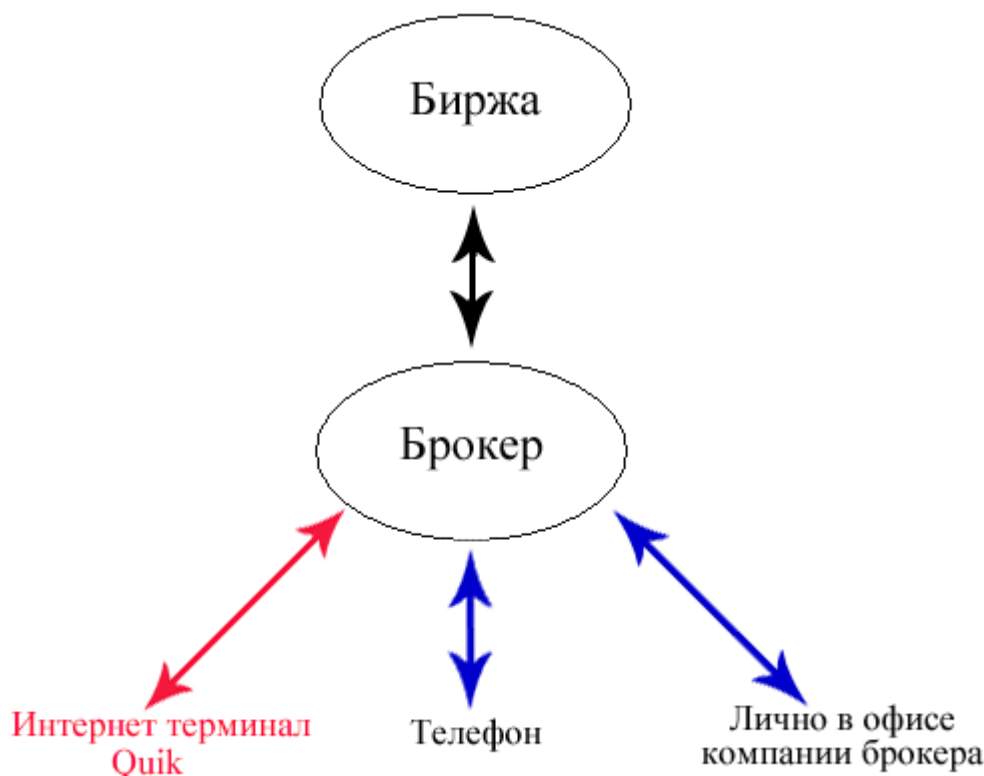 Биржа
Брокер
Интернет терминал
Quik
Телефон
Лично в офисе
компании брокера